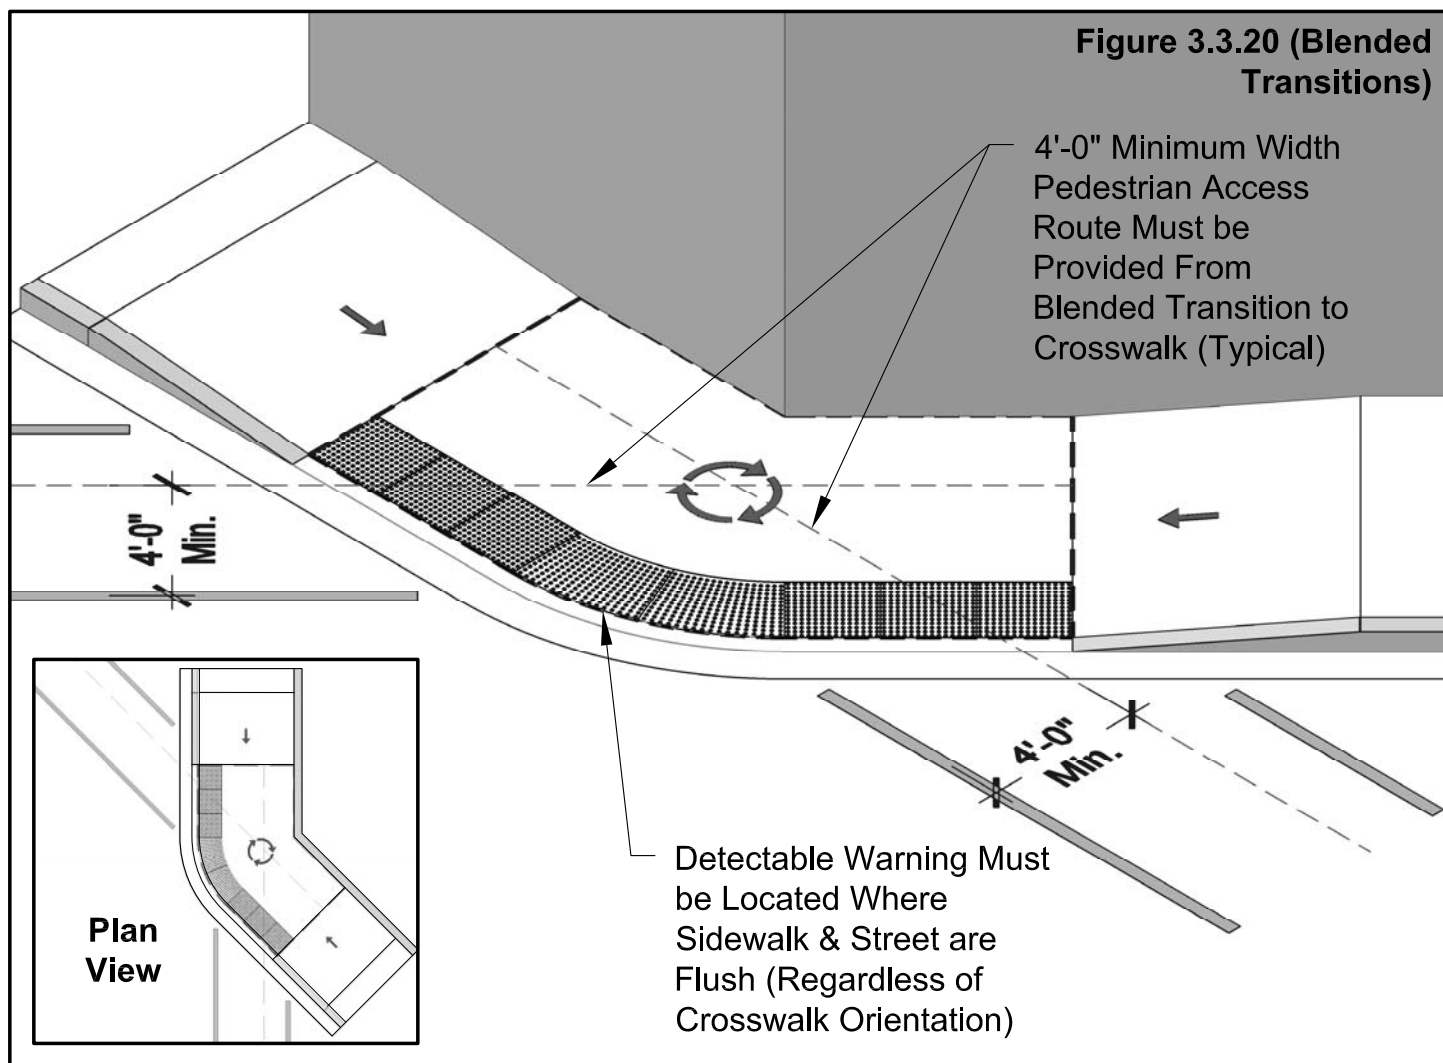 Figure 3.3.20 (Blended
Transitions)
4'-0" Minimum Width
Pedestrian Access
Route Must be
Provided From
Blended Transition to
Crosswalk (Typical)
4'-0"
Min.
4'-0"
Min.
Detectable Warning Must
be Located Where
Sidewalk & Street are
Flush (Regardless of
Crosswalk Orientation)
Plan
View